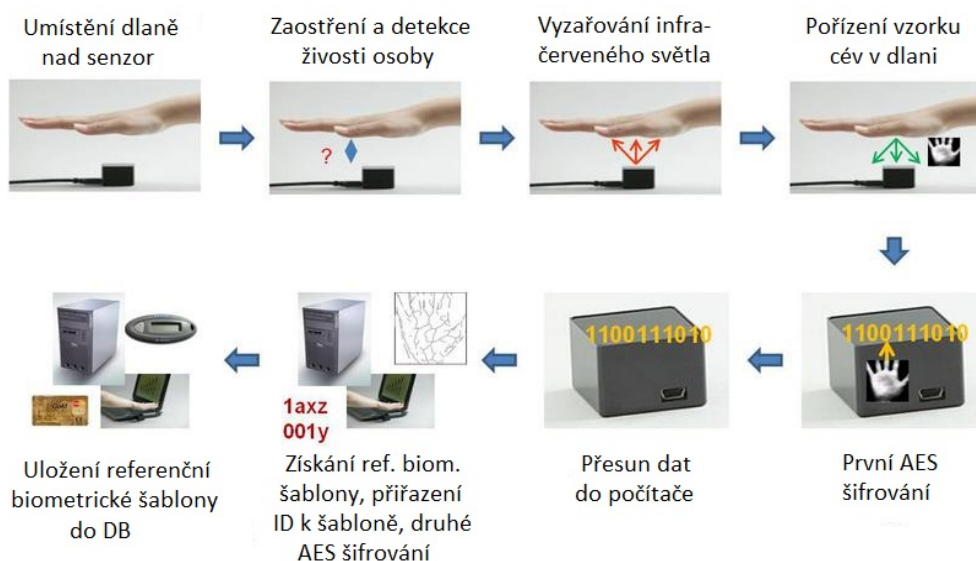 Umístění dlaně
nad senzor
Zaostření a detekce
živosti osoby
Vyzařování infra-
červeného světla
Pořízení vzorku
cév v dlani
?
1100111010
1100111010
1axz
001y
Gold
První AES
šifrování
Přesun dat
do počítače
Získání ref. biom.
šablony, přiřazení
ID k šabloně, druhé
AES šifrování
Uložení referenční
biometrické šablony
do DB